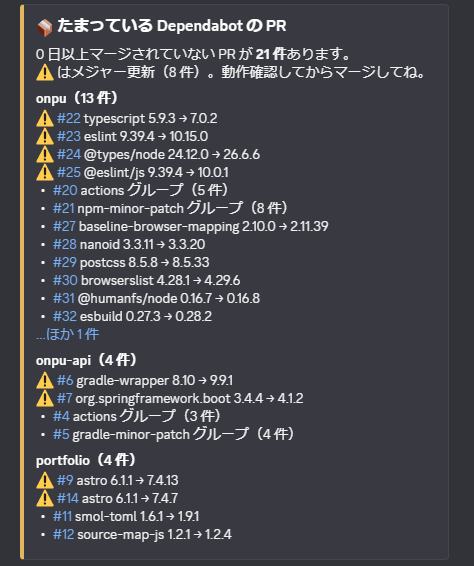 たまっている Dependabot の PR
0 日以上マージされていない PR が 21 件あります。
⚠️ はメジャー更新（8 件）。動作確認してからマージしてね。
onpu（13 件）
⚠️ #22 typescript 5.9.3 → 7.0.2
⚠️ #23 eslint 9.39.4 → 10.15.0
⚠️ #24 @types/node 24.12.0 → 26.6.6
⚠️ #25 @eslint/js 9.39.4 → 10.0.1
• #20 actions グループ（5 件）
• #21 npm-minor-patch グループ（8 件）
• #27 baseline-browser-mapping 2.10.0 → 2.11.39
• #28 nanoid 3.3.11 → 3.3.20
• #29 postcss 8.5.8 → 8.5.33
• #30 browserslist 4.28.1 → 4.29.6
• #31 @humanfs/node 0.16.7 → 0.16.8
• #32 esbuild 0.27.3 → 0.28.2
…ほか 1 件
onpu-api（4 件）
⚠️ #6 gradle-wrapper 8.10 → 9.9.1
⚠️ #7 org.springframework.boot 3.4.4 → 4.1.2
• #4 actions グループ（3 件）
• #5 gradle-minor-patch グループ（4 件）
portfolio（4 件）
⚠️ #9 astro 6.1.1 → 7.4.13
⚠️ #14 astro 6.1.1 → 7.4.7
• #11 smol-toml 1.6.1 → 1.9.1
• #12 source-map-js 1.2.1 → 1.2.4